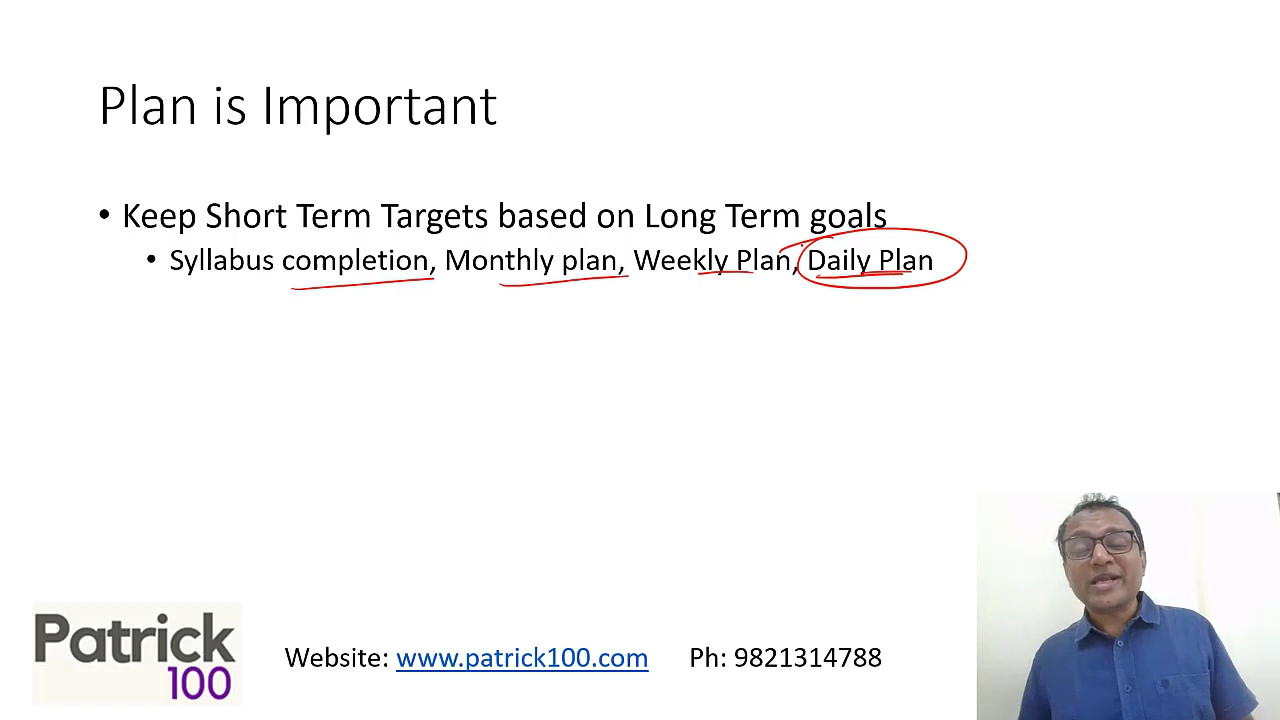 Plan is Important
• Keep Short Term Targets based on Long Term goals
• Syllabus completion, Monthly plan, Weekly Plan, Daily Plan
Patrick
100
Website: www.patrick100.com Ph: 9821314788